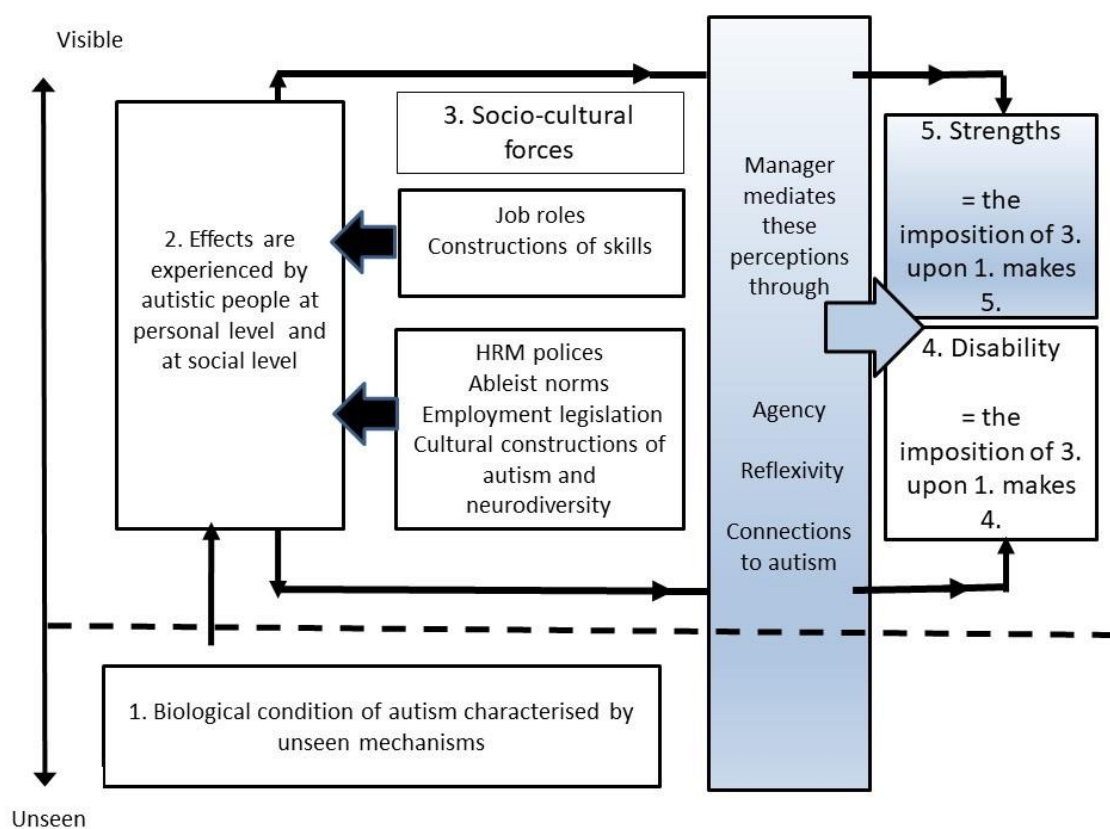 Visible
3. Socio-cultural
forces
Job roles
Constructions of skills
2. Effects are
experienced by
autistic people at
personal level and
at social level
HRM polices
Ableist norms
Employment legislation
Cultural constructions of
autism and
neurodiversity
Manager
mediates
these
perceptions
through
Agency
Reflexivity
Connections
to autism
5. Strengths
= the
imposition of 3.
upon 1. makes
5.
4. Disability
= the
imposition of 3.
upon 1. makes
4.
1. Biological condition of autism characterised by
unseen mechanisms
Unseen